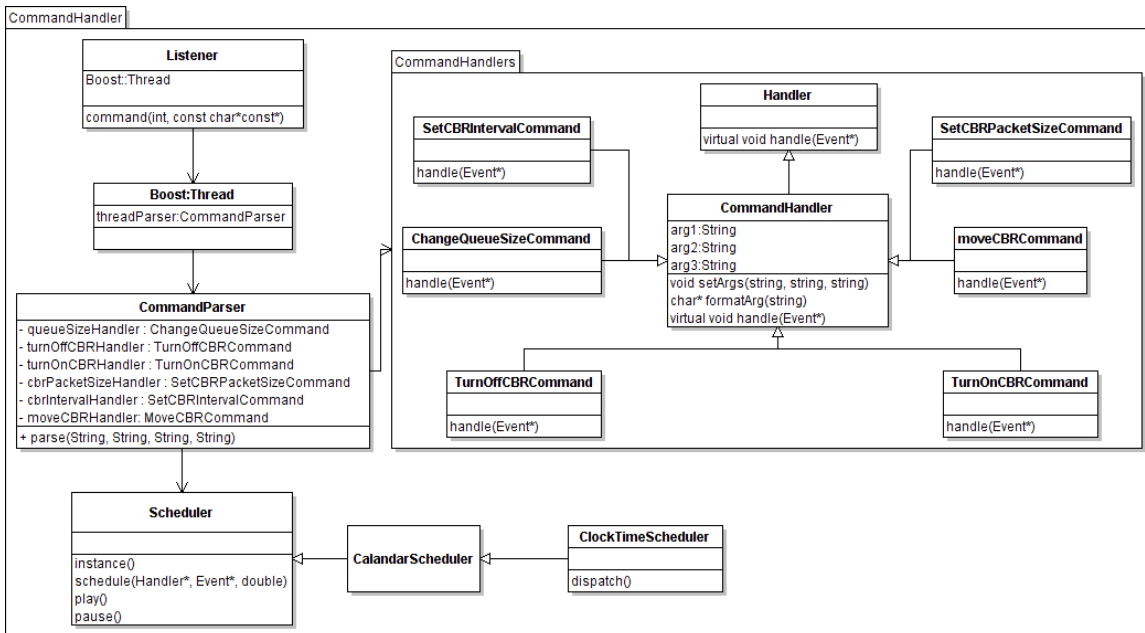 CommandHandler
Listener
Boost::Thread
command(int, const char*const*)
Boost:Thread
threadParser:CommandParser
CommandParser
- queueSizeHandler : ChangeQueueSizeCommand
- turnOffCBRHandler : TurnOffCBRCommand
- turnOnCBRHandler : TurnOnCBRCommand
- cbrPacketSizeHandler : SetCBRPacketSizeCommand
- cbrIntervalHandler : SetCBRIntervalCommand
- moveCBRHandler: MoveCBRCommand
+ parse(String, String, String, String)
CommandHandlers
Handler
virtual void handle(Event*)
SetCBRIntervalCommand
handle(Event*)
SetCBRPacketSizeCommand
handle(Event*)
ChangeQueueSizeCommand
handle(Event*)
CommandHandler
arg1:String
arg2:String
arg3:String
void setArgs(string, string, string)
char* formatArg(string)
virtual void handle(Event*)
moveCBRCommand
handle(Event*)
TurnOffCBRCommand
handle(Event*)
TurnOnCBRCommand
handle(Event*)
Scheduler
instance()
schedule(Handler*, Event*, double)
play()
pause()
CalandarScheduler
ClockTimeScheduler
dispatch()